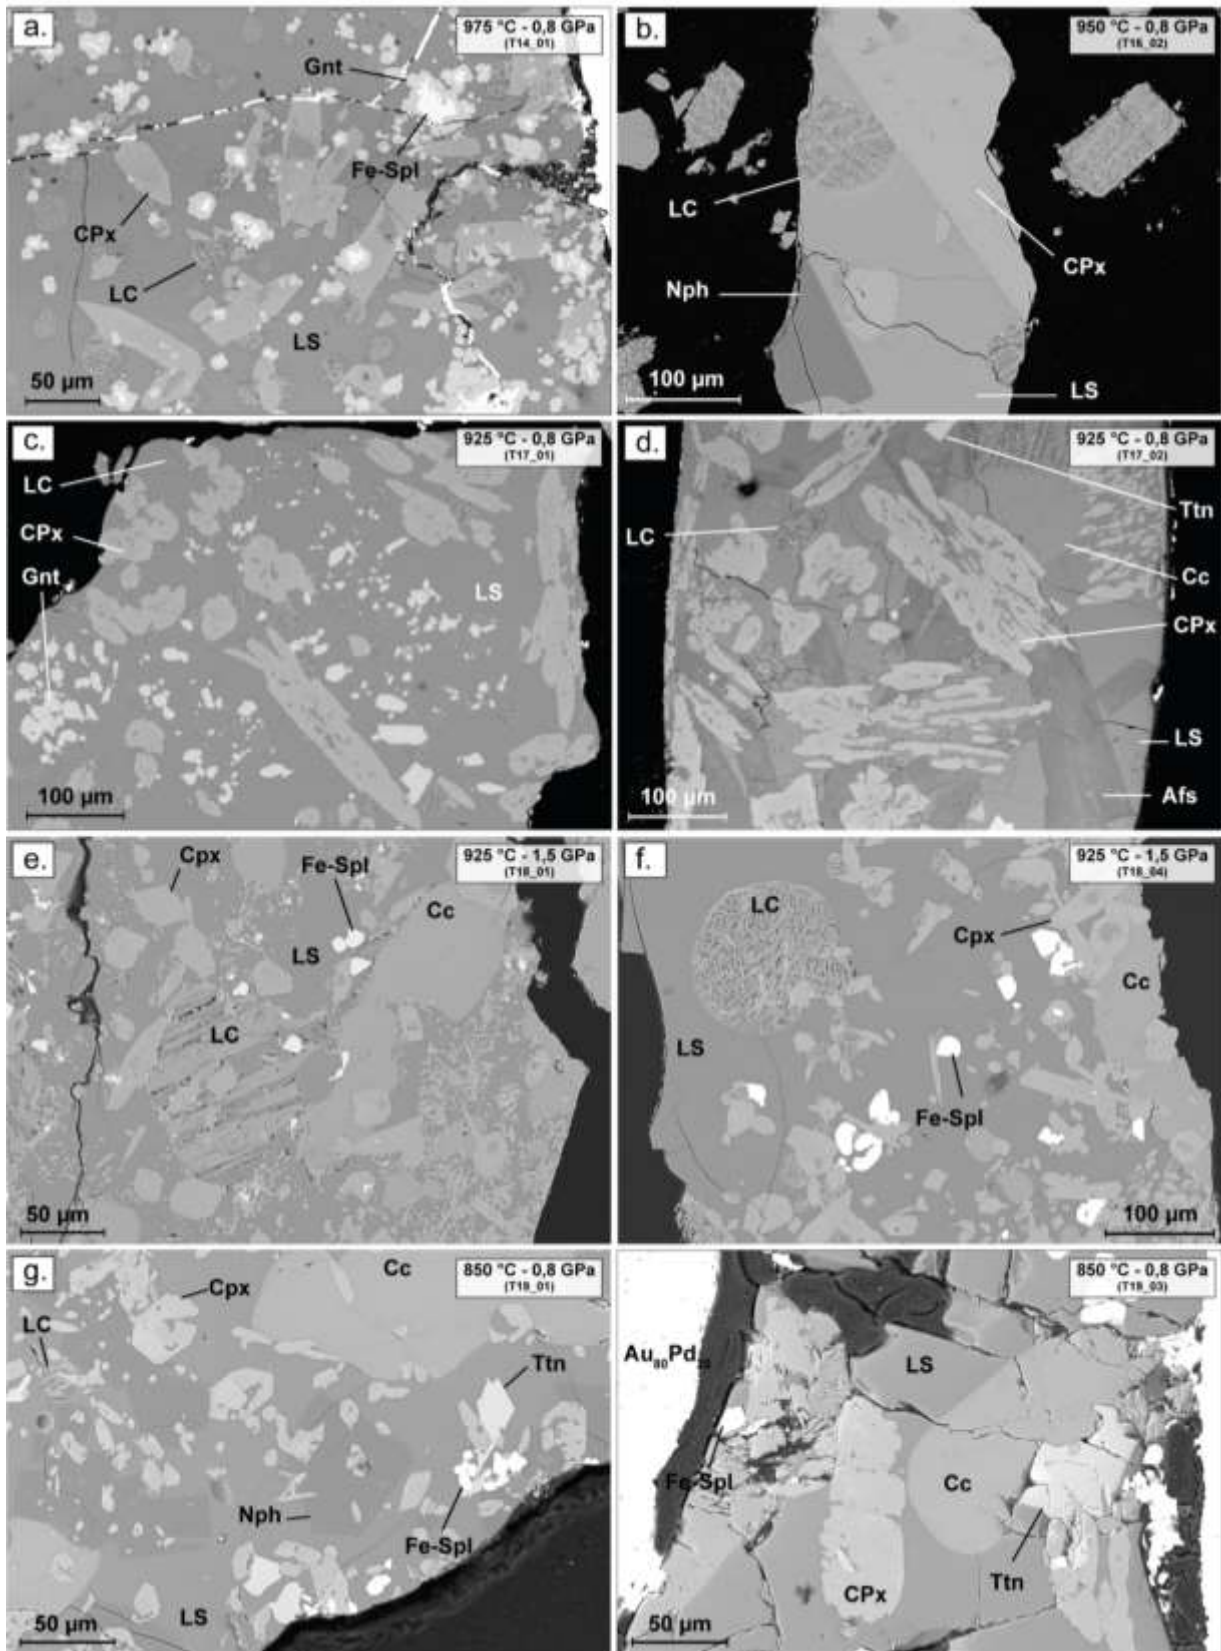 a.
975 °C - 0,8 GPa
(T14_01)
Gnt
Fe-Spl
CPx
LC
LS
50 µm
b.
950 °C - 0,8 GPa
(T16_02)
LC
CPx
Nph
LS
100 µm
c.
925 °C - 0,8 GPa
(T17_01)
LC
CPx
Gnt
LS
100 µm
d.
925 °C - 0,8 GPa
(T17_02)
Ttn
LC
Cc
CPx
LS
Afs
100 µm
e.
925 °C - 1,5 GPa
(T18_01)
Cpx
Fe-Spl
Cc
LS
LC
50 µm
f.
925 °C - 1,5 GPa
(T18_04)
LC
Cpx
Cc
LS
Fe-Spl
100 µm
g.
850 °C - 0,8 GPa
(T19_01)
Cpx
Cc
LC
Ttn
Nph
Fe-Spl
LS
50 µm
850 °C - 0,8 GPa
(T19_03)
Au₈₀Pd₂₀
LS
Fe-Spl
Cc
CPx
Ttn
50 µm